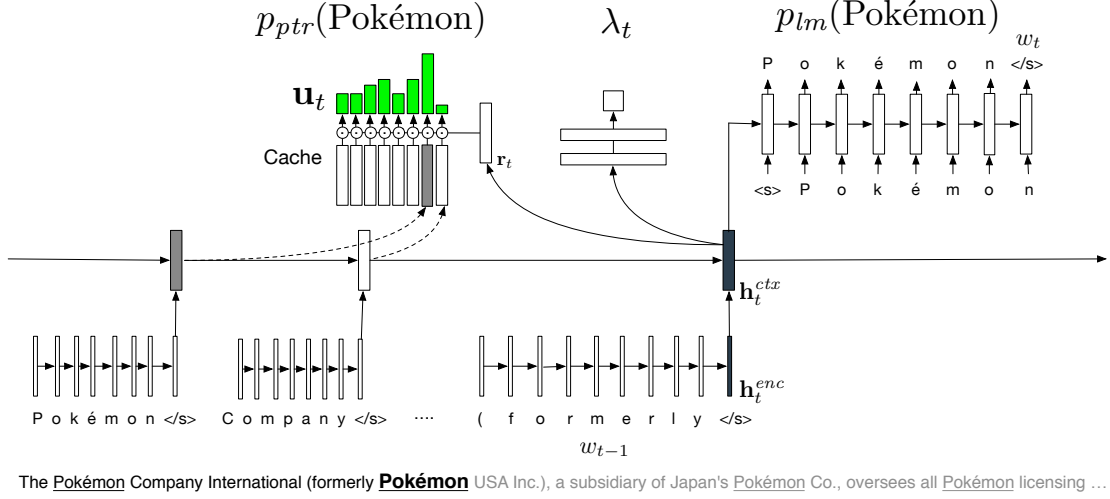 p_ptr(Pokémon) λ_t p_lm(Pokémon)
w_t
P o k é m o n </s>
u_t
Cache
r_t
<s> P o k é m o n
h_t^ctx
h_t^enc
P o k é m o n </s> C o m p a n y </s> .... ( f o r m e r l y </s>
w_{t−1}
The Pokémon Company International (formerly Pokémon USA Inc.), a subsidiary of Japan's Pokémon Co., oversees all Pokémon licensing …